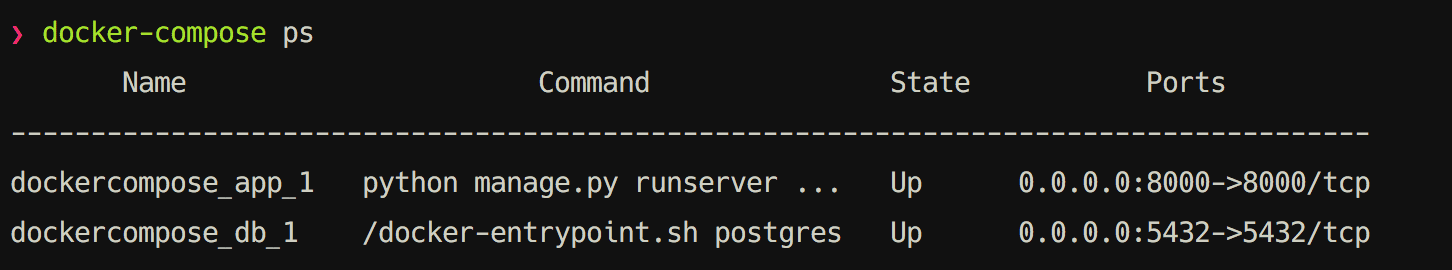 ❯ docker-compose ps
Name Command State Ports
-------------------------------------------------------------------------------------
dockercompose_app_1 python manage.py runserver ... Up 0.0.0.0:8000->8000/tcp
dockercompose_db_1 /docker-entrypoint.sh postgres Up 0.0.0.0:5432->5432/tcp